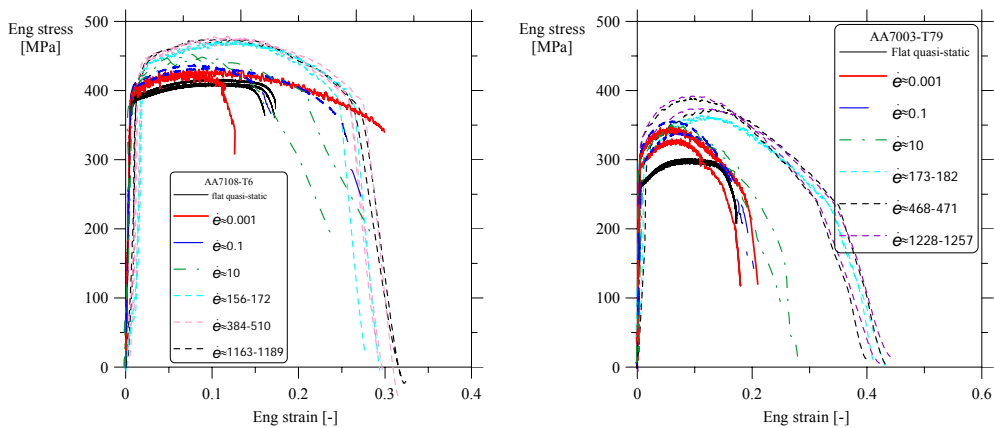 Eng stress
[MPa]
500
400
300
200
100
0
0
0.1
0.2
0.3
0.4
Eng strain [-]
AA7108-T6
flat quasi-static
ė≈0.001
ė≈0.1
ė≈10
ė≈156-172
ė≈384-510
ė≈1163-1189
Eng stress
[MPa]
500
400
300
200
100
0
0
0.2
0.4
0.6
Eng strain [-]
AA7003-T79
Flat quasi-static
ė≈0.001
ė≈0.1
ė≈10
ė≈173-182
ė≈468-471
ė≈1228-1257